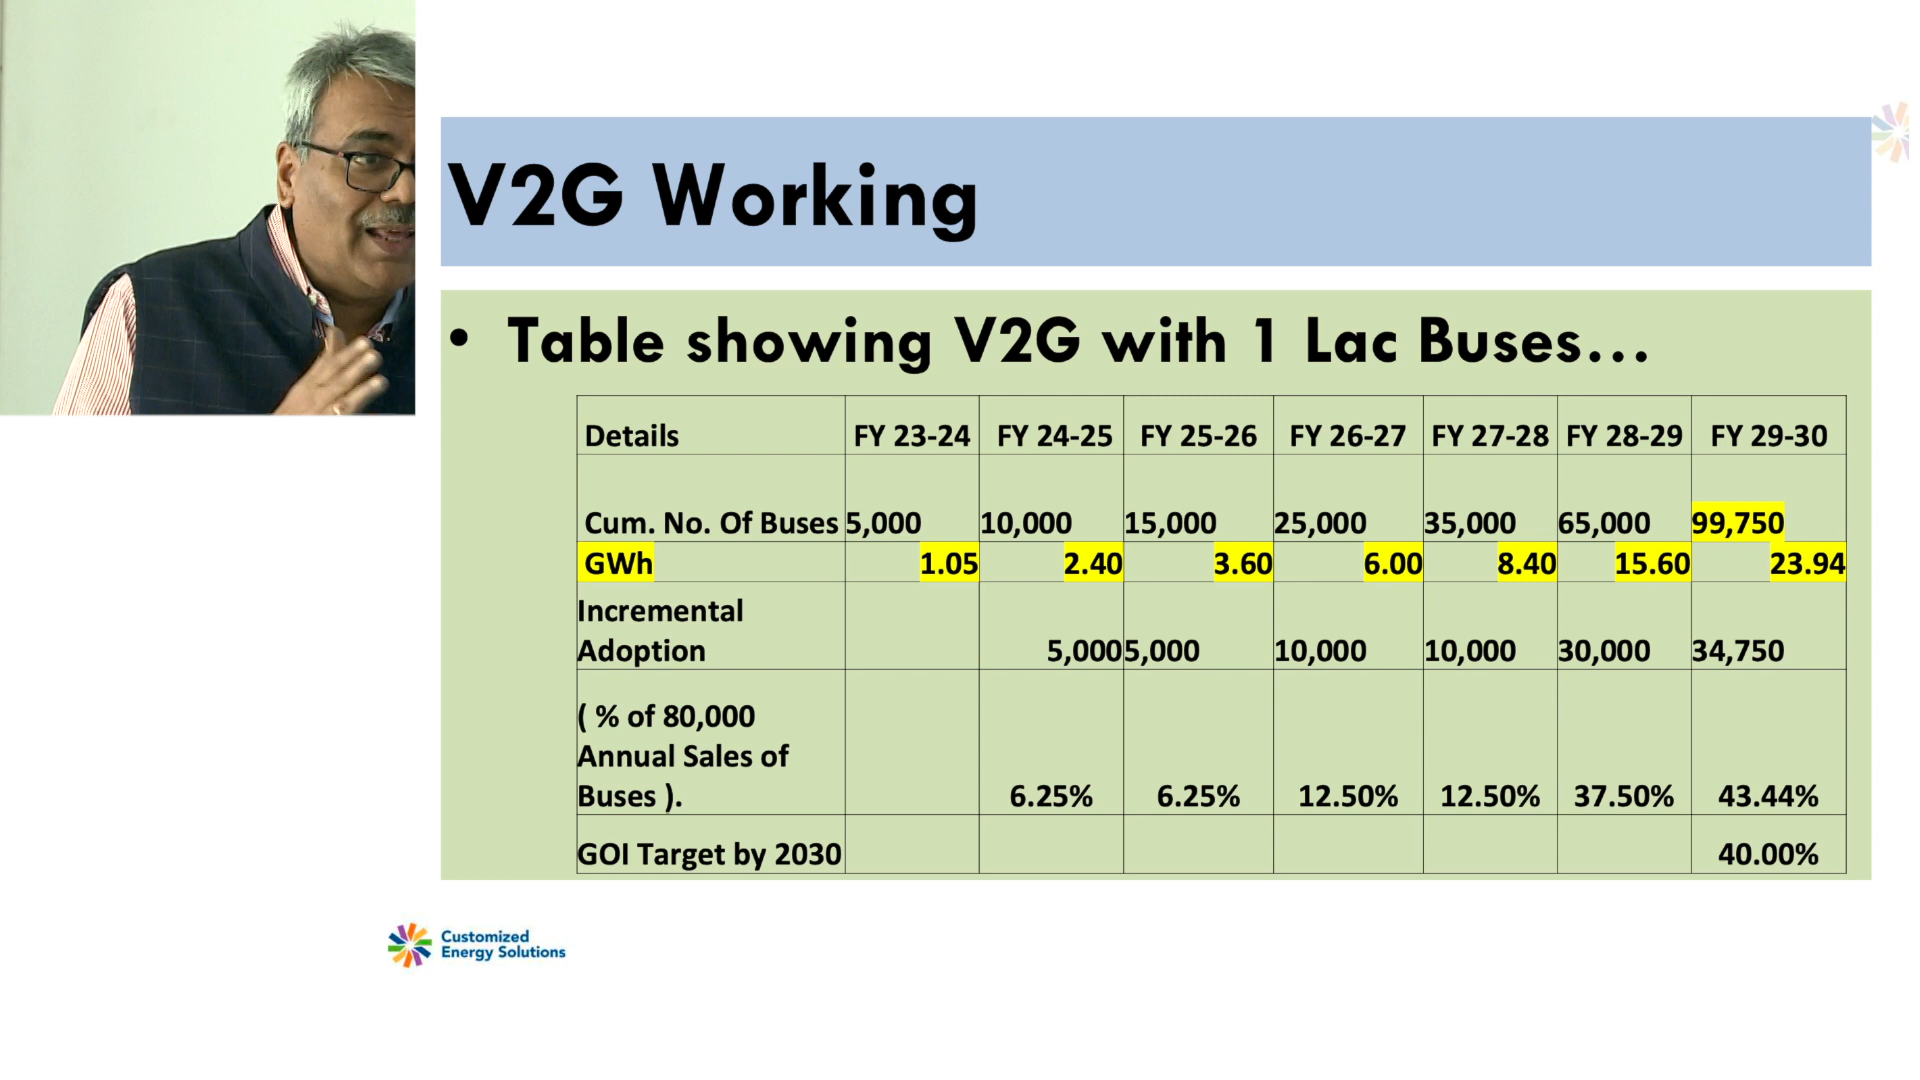 V2G Working
• Table showing V2G with 1 Lac Buses...
Details FY 23-24 FY 24-25 FY 25-26 FY 26-27 FY 27-28 FY 28-29 FY 29-30
Cum. No. Of Buses 5,000 10,000 15,000 25,000 35,000 65,000 99,750
GWh 1.05 2.40 3.60 6.00 8.40 15.60 23.94
Incremental
Adoption 5,000 5,000 10,000 10,000 30,000 34,750
( % of 80,000
Annual Sales of
Buses ). 6.25% 6.25% 12.50% 12.50% 37.50% 43.44%
GOI Target by 2030 40.00%
Customized
Energy Solutions